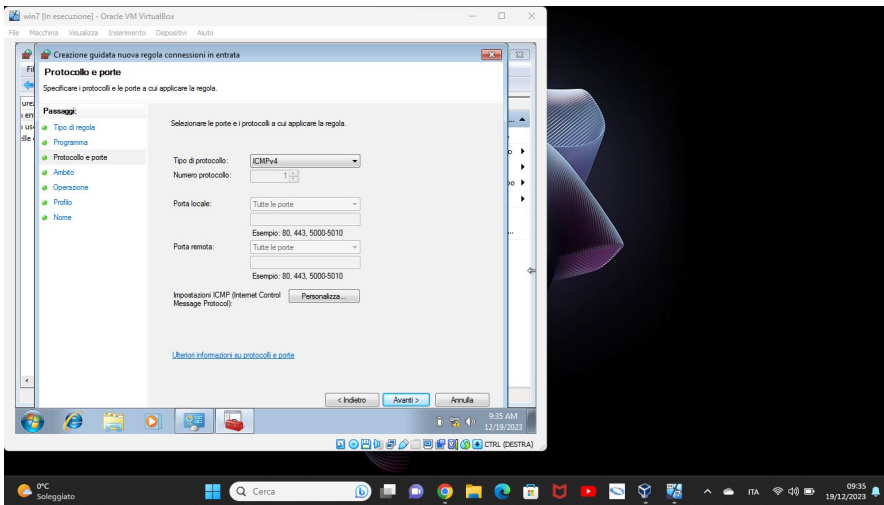 win7 [In esecuzione] - Oracle VM VirtualBox
File Macchina Visualizza Inserimento Dispositivi Aiuto
Creazione guidata nuova regola connessioni in entrata
Protocollo e porte
Specificare i protocolli e le porte a cui applicare la regola.
Passaggi:
Tipo di regola
Programma
Protocollo e porte
Ambito
Operazione
Profilo
Nome
Selezionare le porte e i protocolli a cui applicare la regola.
Tipo di protocollo: ICMPv4
Numero protocollo: 1
Porta locale: Tutte le porte
Esempio: 80, 443, 5000-5010
Porta remota: Tutte le porte
Esempio: 80, 443, 5000-5010
Impostazioni ICMP (Internet Control
Message Protocol): Personalizza...
Ulteriori informazioni su protocolli e porte
< Indietro Avanti > Annulla
9:35 AM
12/19/2023
CTRL (DESTRA)
0°C
Soleggiato
Cerca
ITA
09:35
19/12/2023